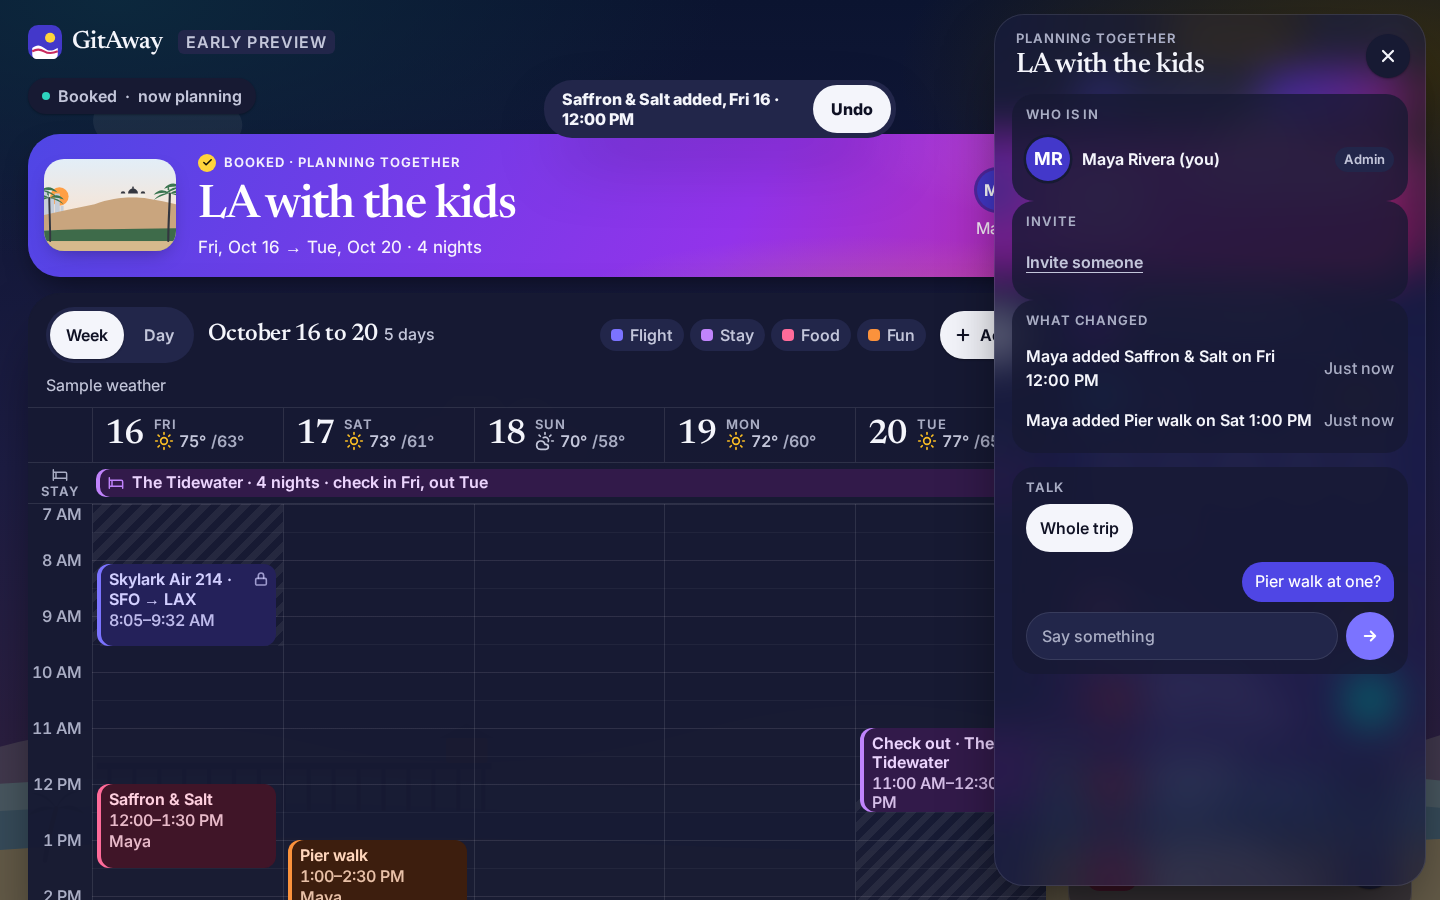 GitAway EARLY PREVIEW
Booked · now planning
Saffron & Salt added, Fri 16 ·
12:00 PM
Undo
BOOKED · PLANNING TOGETHER
LA with the kids
Fri, Oct 16 → Tue, Oct 20 · 4 nights
Week
Day
October 16 to 20 5 days
Flight
Stay
Food
Fun
Sample weather
16 FRI 75° /63°
17 SAT 73° /61°
18 SUN 70° /58°
19 MON 72° /60°
20 TUE 77°
STAY
The Tidewater · 4 nights · check in Fri, out Tue
7 AM
8 AM
Skylark Air 214 ·
SFO → LAX
8:05–9:32 AM
9 AM
10 AM
11 AM
Check out · The
Tidewater
11:00 AM–12:30
PM
12 PM
Saffron & Salt
12:00–1:30 PM
Maya
1 PM
Pier walk
1:00–2:30 PM
Maya
2 PM
PLANNING TOGETHER
LA with the kids
WHO IS IN
MR
Maya Rivera (you)
Admin
INVITE
Invite someone
WHAT CHANGED
Maya added Saffron & Salt on Fri
12:00 PM
Just now
Maya added Pier walk on Sat 1:00 PM
Just now
TALK
Whole trip
Pier walk at one?
Say something